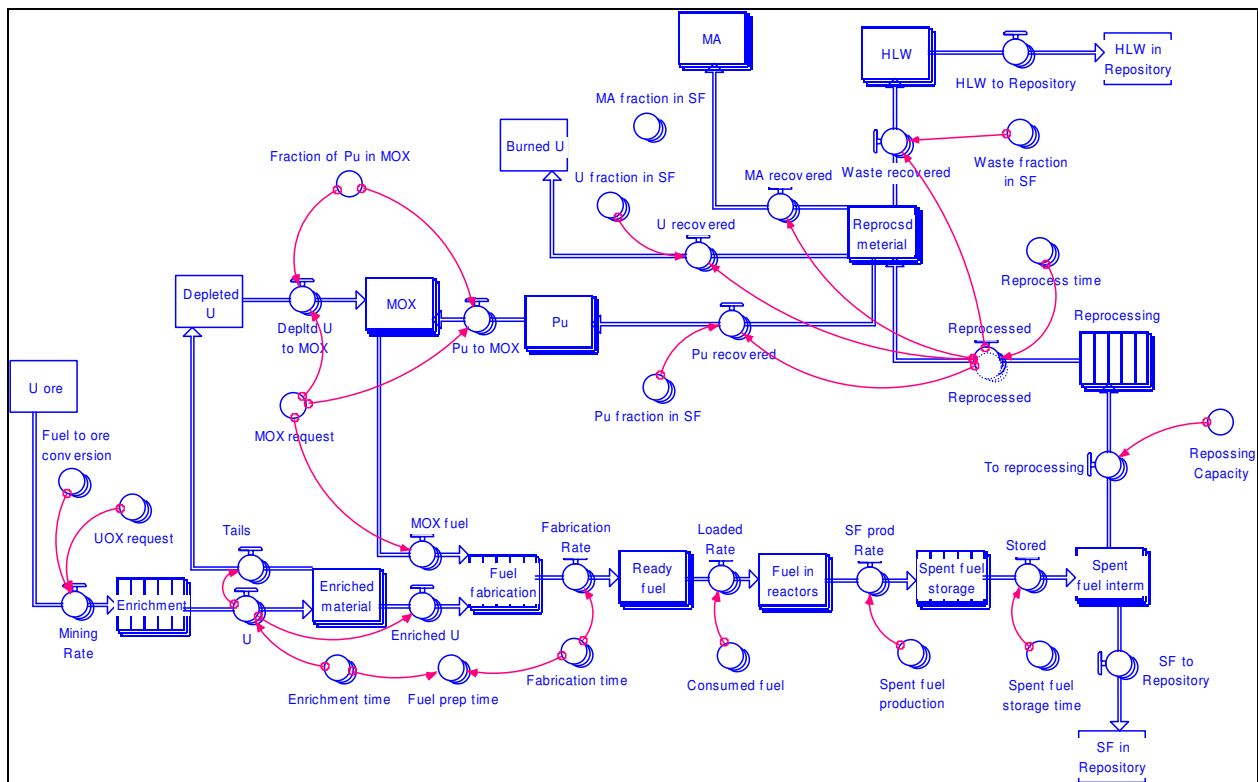 MA
HLW
HLW to Repository
HLW in
Repository
MA fraction in SF
Burned U
Fraction of Pu in MOX
U fraction in SF
MA recovered
Waste recovered
Waste fraction
in SF
U recovered
Reprocsd
meterial
Reprocess time
Depleted
U
Depltd U
to MOX
MOX
Pu to MOX
Pu
Pu recovered
Reprocessed
Reprocessed
Reprocessing
U ore
MOX request
Pu fraction in SF
Fuel to ore
conversion
UOX request
To reprocessing
Repossing
Capacity
Tails
MOX fuel
Fabrication
Rate
Loaded
Rate
SF prod
Rate
Stored
Mining
Rate
Enrichment
U
Enriched
material
Enriched U
Fuel
fabrication
Ready
fuel
Fuel in
reactors
Spent fuel
storage
Spent
fuel interm
Enrichment time
Fuel prep time
Fabrication time
Consumed fuel
Spent fuel
production
Spent fuel
storage time
SF to
Repository
SF in
Repository